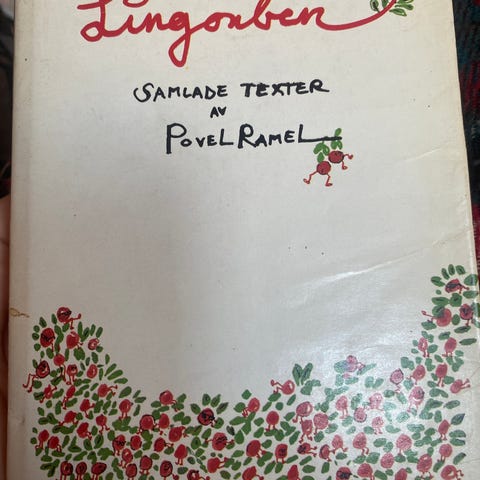 Lingonben
SAMLADE TEXTER
AV
POVEL RAMEL